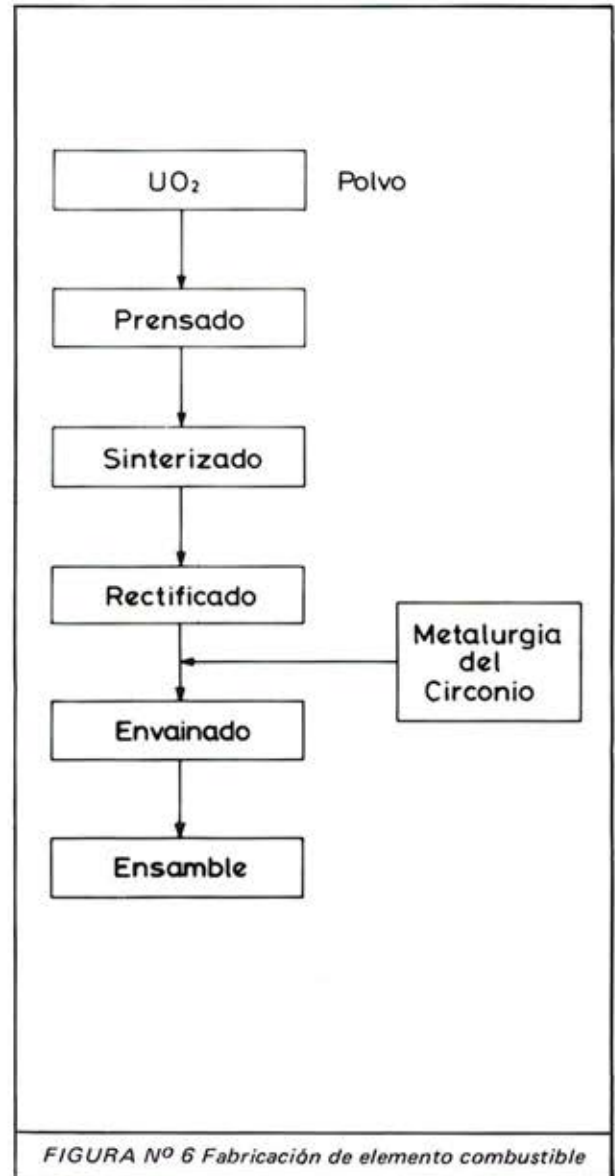 UO₂ Polvo
Prensado
Sinterizado
Rectificado
Metalurgia
del
Circonio
Envainado
Ensamble
FIGURA Nº 6 Fabricación de elemento combustible